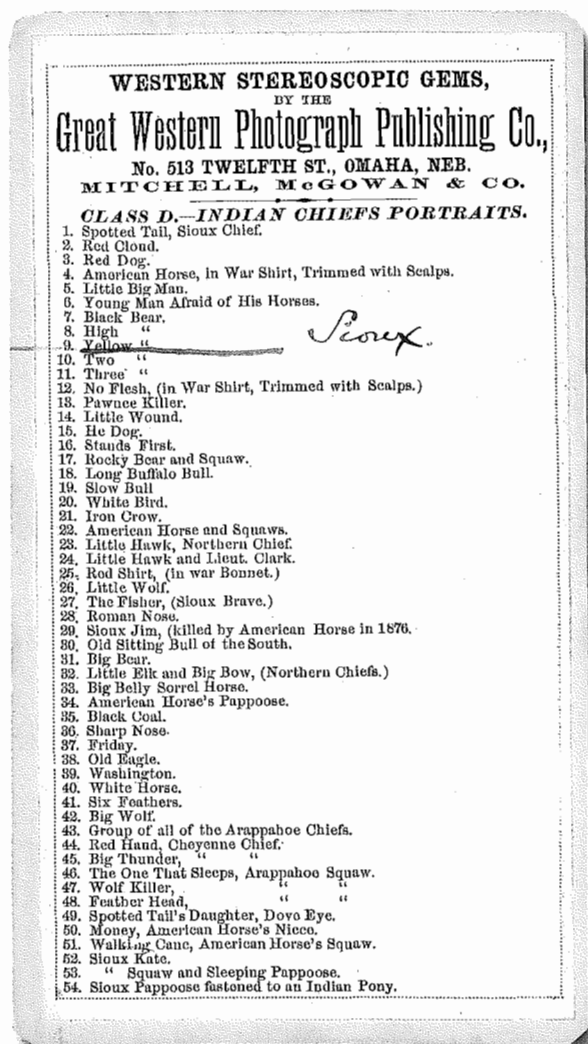 WESTERN STEREOSCOPIC GEMS,
BY THE
Great Western Photograph Publishing Co.,
No. 513 TWELFTH ST., OMAHA, NEB.
MITCHELL, McGOWAN & CO.
CLASS D.—INDIAN CHIEFS PORTRAITS.
1. Spotted Tail, Sioux Chief.
2. Red Cloud.
3. Red Dog.
4. American Horse, in War Shirt, Trimmed with Scalps.
5. Little Big Man.
6. Young Man Afraid of His Horses.
7. Black Bear.
8. High "
9. Yellow "
Sioux.
10. Two "
11. Three "
12. No Flesh, (in War Shirt, Trimmed with Scalps.)
13. Pawnee Killer.
14. Little Wound.
15. He Dog.
16. Stands First.
17. Rocky Bear and Squaw.
18. Long Buffalo Bull.
19. Slow Bull
20. White Bird.
21. Iron Crow.
22. American Horse and Squaws.
23. Little Hawk, Northern Chief.
24. Little Hawk and Lieut. Clark.
25. Red Shirt, (in war Bonnet.)
26. Little Wolf.
27. The Fisher, (Sioux Brave.)
28. Roman Nose.
29. Sioux Jim, (killed by American Horse in 1876.
30. Old Sitting Bull of the South.
31. Big Bear.
32. Little Elk and Big Bow, (Northern Chiefs.)
33. Big Belly Sorrel Horse.
34. American Horse's Pappoose.
35. Black Coal.
36. Sharp Nose.
37. Friday.
38. Old Eagle.
39. Washington.
40. White Horse.
41. Six Feathers.
42. Big Wolf.
43. Group of all of the Arappahoe Chiefs.
44. Red Hand, Cheyenne Chief.
45. Big Thunder, " "
46. The One That Sleeps, Arappahoe Squaw.
47. Wolf Killer, " "
48. Feather Head, " "
49. Spotted Tail's Daughter, Dove Eye.
50. Money, American Horse's Niece.
51. Walking Cane, American Horse's Squaw.
52. Sioux Kate.
53. " Squaw and Sleeping Pappoose.
54. Sioux Pappoose fastened to an Indian Pony.